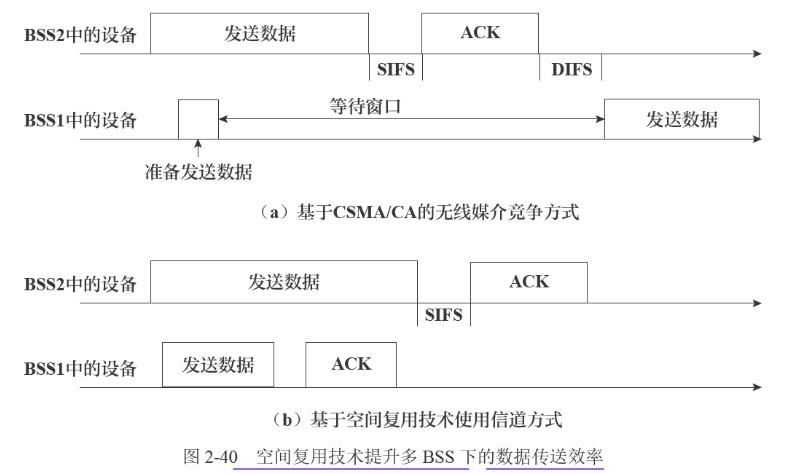 BSS2中的设备 发送数据 ACK
SIFS DIFS
BSS1中的设备 等待窗口 发送数据
准备发送数据
（a）基于CSMA/CA的无线媒介竞争方式
BSS2中的设备 发送数据 ACK
SIFS
BSS1中的设备 发送数据 ACK
（b）基于空间复用技术使用信道方式
图 2-40 空间复用技术提升多 BSS 下的数据传送效率